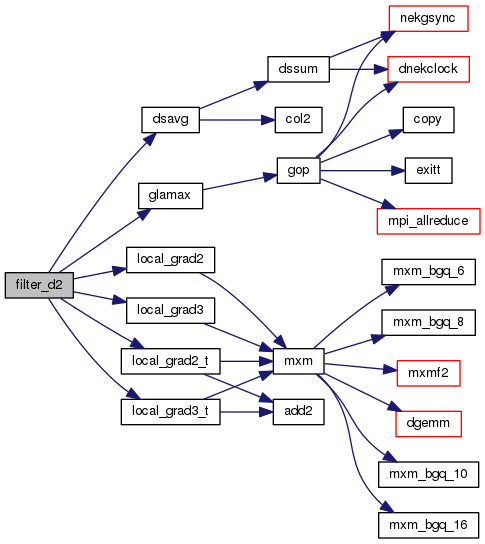 nekgsync
dssum
dnekclock
dsavg
col2
copy
gop
exitt
glamax
mpi_allreduce
local_grad2
mxm_bgq_6
filter_d2
local_grad3
mxm_bgq_8
local_grad2_t
mxm
mxmf2
local_grad3_t
add2
dgemm
mxm_bgq_10
mxm_bgq_16